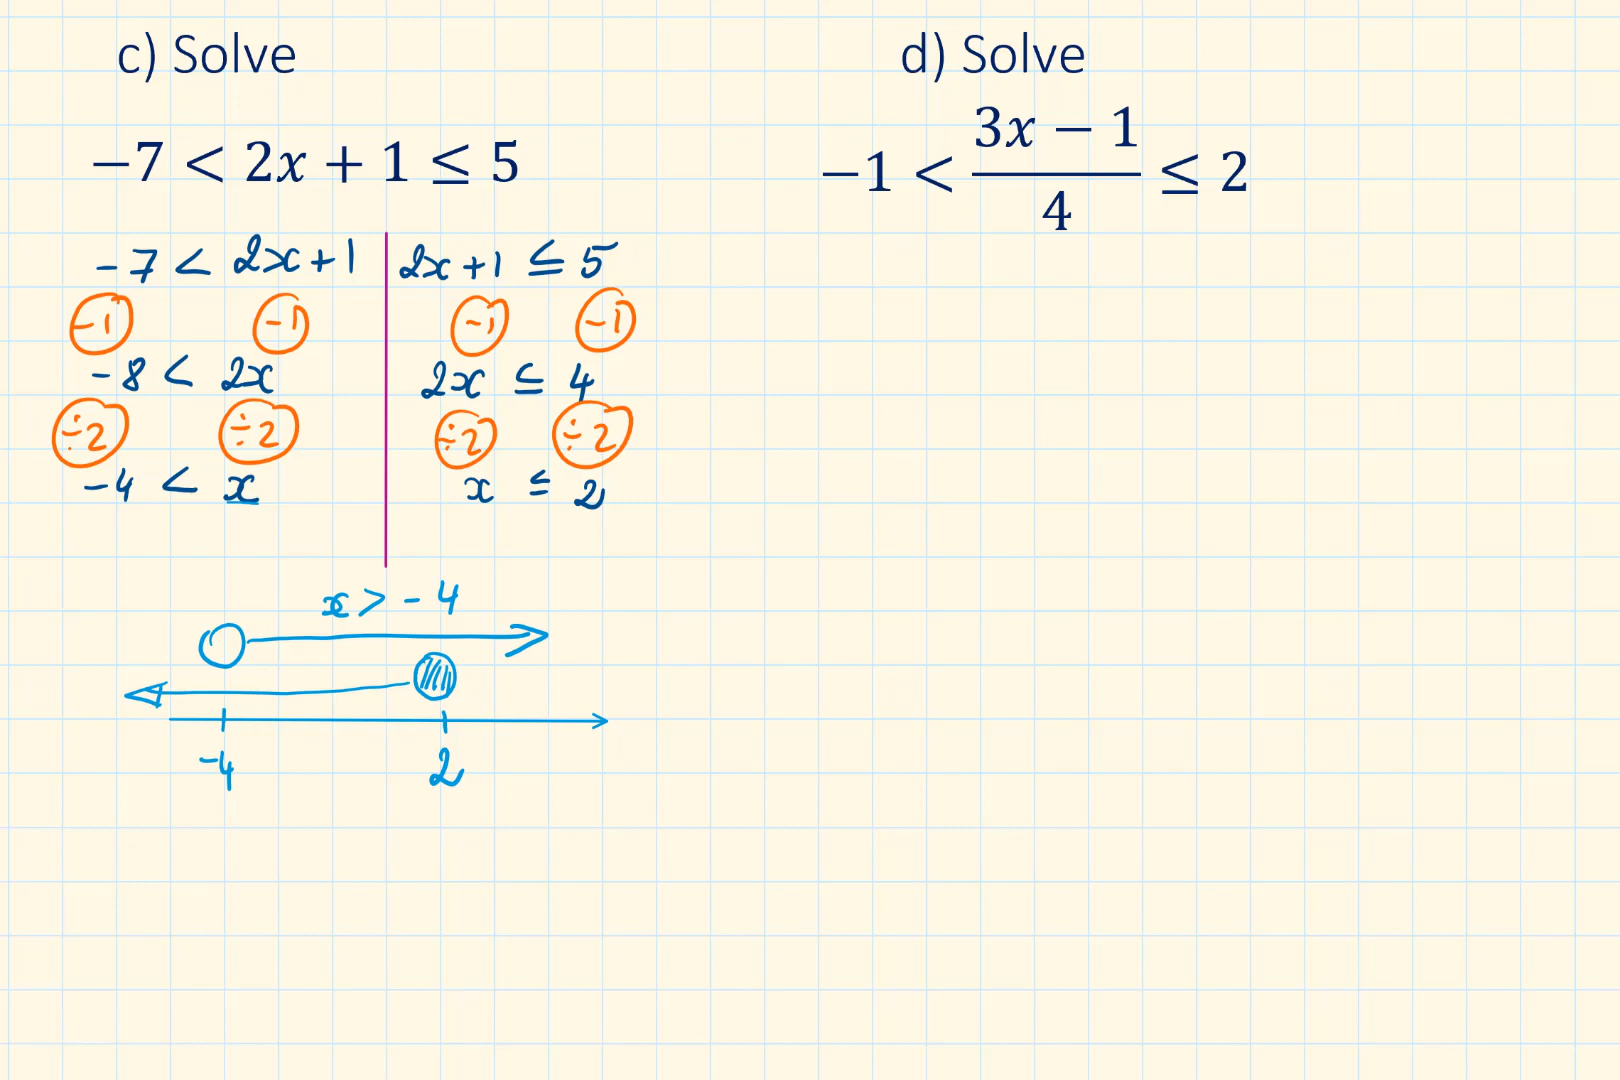 c) Solve
−7 < 2x + 1 ≤ 5
-7 < 2x+1
-1 -1
-8 < 2x
÷2 ÷2
-4 < x
2x+1 ≤ 5
-1 -1
2x ≤ 4
÷2 ÷2
x ≤ 2
x > -4
-4 2
d) Solve
−1 < (3x − 1)/4 ≤ 2